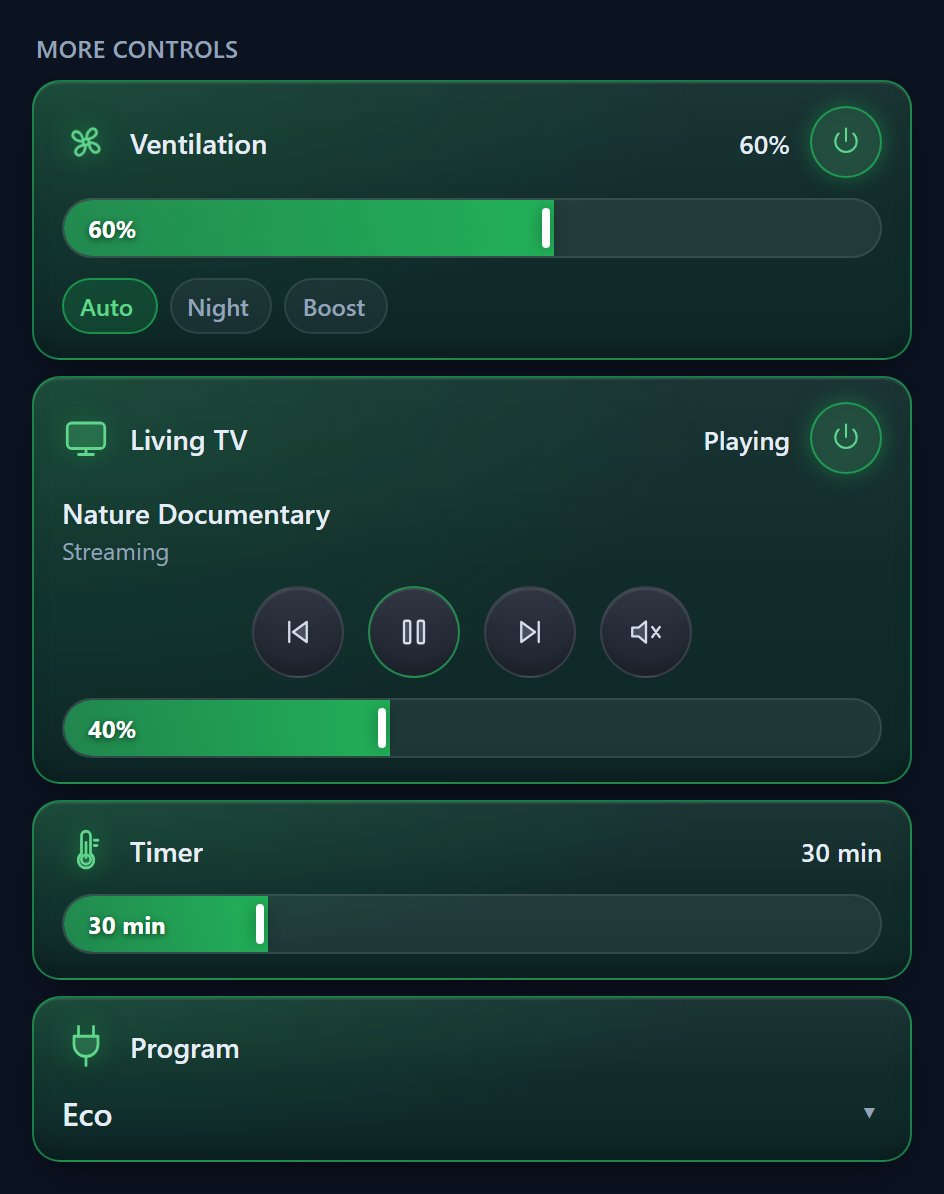 MORE CONTROLS
Ventilation
60%
60%
Auto
Night
Boost
Living TV
Playing
Nature Documentary
Streaming
40%
Timer
30 min
30 min
Program
Eco